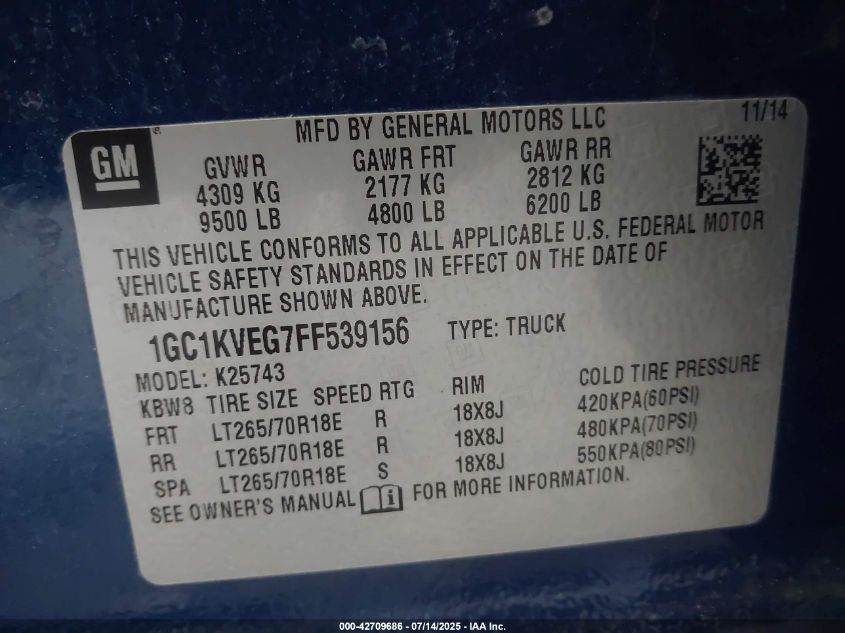 MFD BY GENERAL MOTORS LLC 11/14
GM
GVWR GAWR FRT GAWR RR
4309 KG 2177 KG 2812 KG
9500 LB 4800 LB 6200 LB
THIS VEHICLE CONFORMS TO ALL APPLICABLE U.S. FEDERAL MOTOR
VEHICLE SAFETY STANDARDS IN EFFECT ON THE DATE OF
MANUFACTURE SHOWN ABOVE.
1GC1KVEG7FF539156 TYPE: TRUCK
MODEL: K25743
KBW8 TIRE SIZE SPEED RTG RIM COLD TIRE PRESSURE
FRT LT265/70R18E R 18X8J 420KPA(60PSI)
RR LT265/70R18E R 18X8J 480KPA(70PSI)
SPA LT265/70R18E S 18X8J 550KPA(80PSI)
SEE OWNER'S MANUAL FOR MORE INFORMATION.
000-42709686 - 07/14/2025 - IAA Inc.